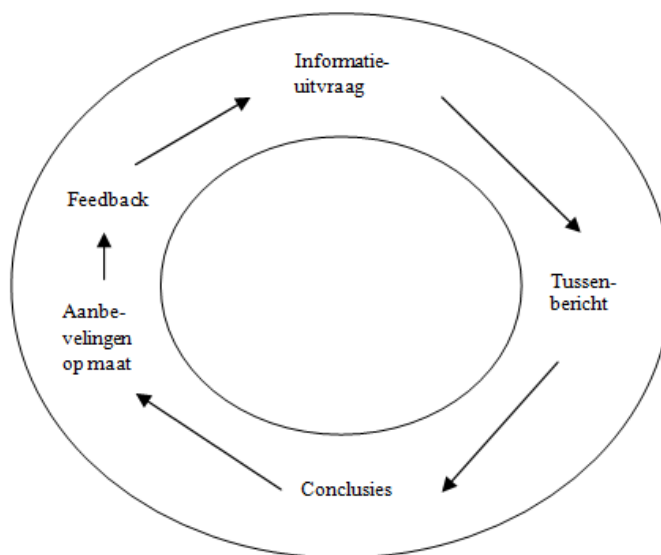 Informatie-
uitvraag
Tussen-
bericht
Conclusies
Aanbe-
velingen
op maat
Feedback